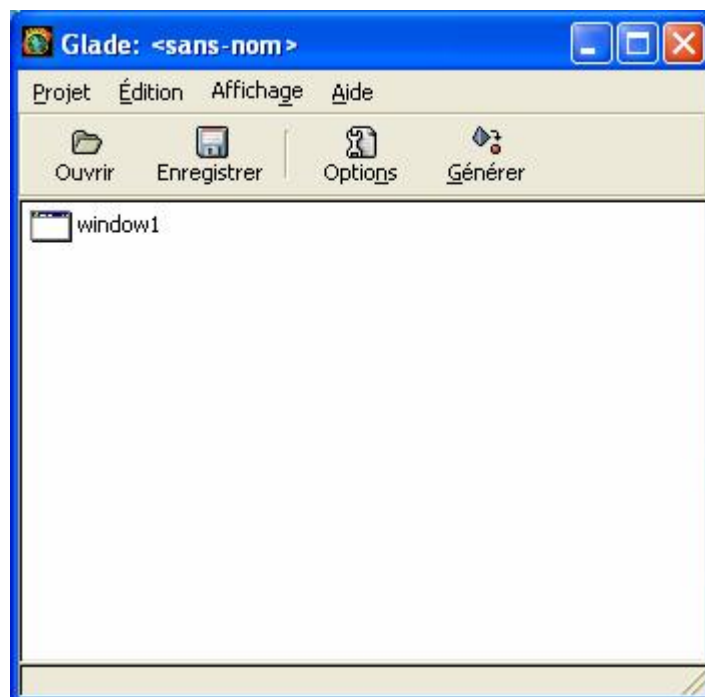 Glade: <sans-nom>
Projet Édition Affichage Aide
Ouvrir Enregistrer Options Générer
window1